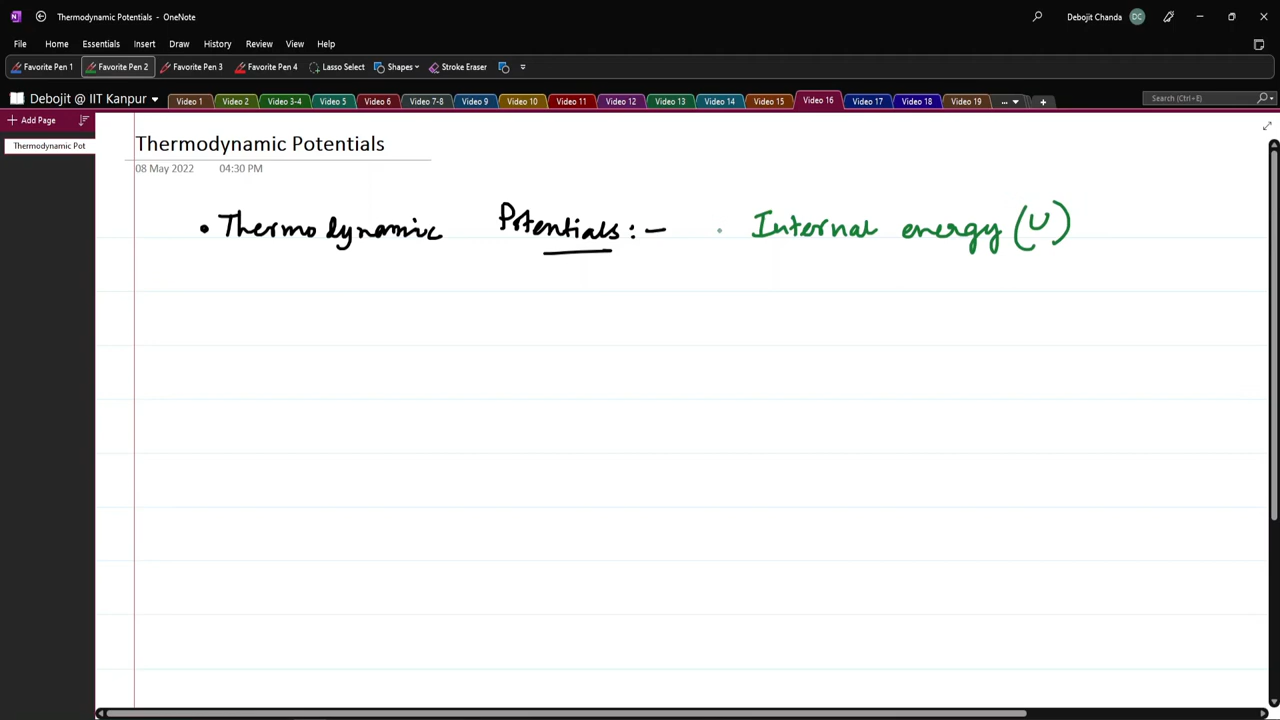 Thermodynamic Potentials - OneNote
Debojit Chanda DC
File Home Essentials Insert Draw History Review View Help
Favorite Pen 1 Favorite Pen 2 Favorite Pen 3 Favorite Pen 4 Lasso Select Shapes Stroke Eraser
Debojit @ IIT Kanpur Video 1 Video 2 Video 3-4 Video 5 Video 6 Video 7-8 Video 9 Video 10 Video 11 Video 12 Video 13 Video 14 Video 15 Video 16 Video 17 Video 18 Video 19 ... + Search (Ctrl+E)
+ Add Page
Thermodynamic Pot
Thermodynamic Potentials
08 May 2022 04:30 PM
• Thermodynamic Potentials :- • Internal energy (U)